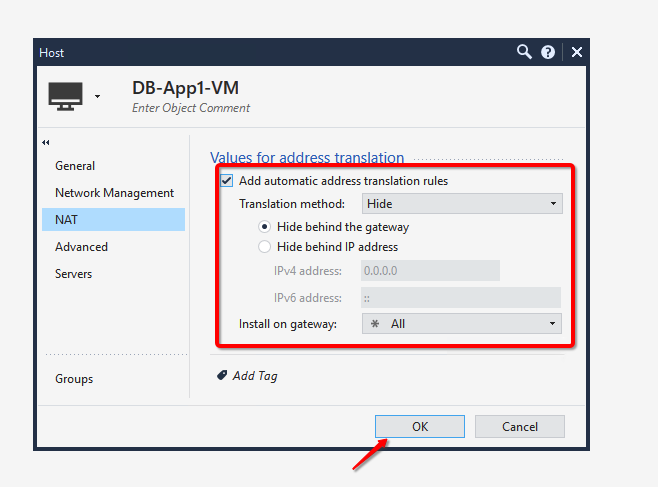 Host
DB-App1-VM
Enter Object Comment
General
Network Management
NAT
Advanced
Servers
Groups
Values for address translation
Add automatic address translation rules
Translation method: Hide
Hide behind the gateway
Hide behind IP address
IPv4 address: 0.0.0.0
IPv6 address: ::
Install on gateway: All
Add Tag
OK Cancel